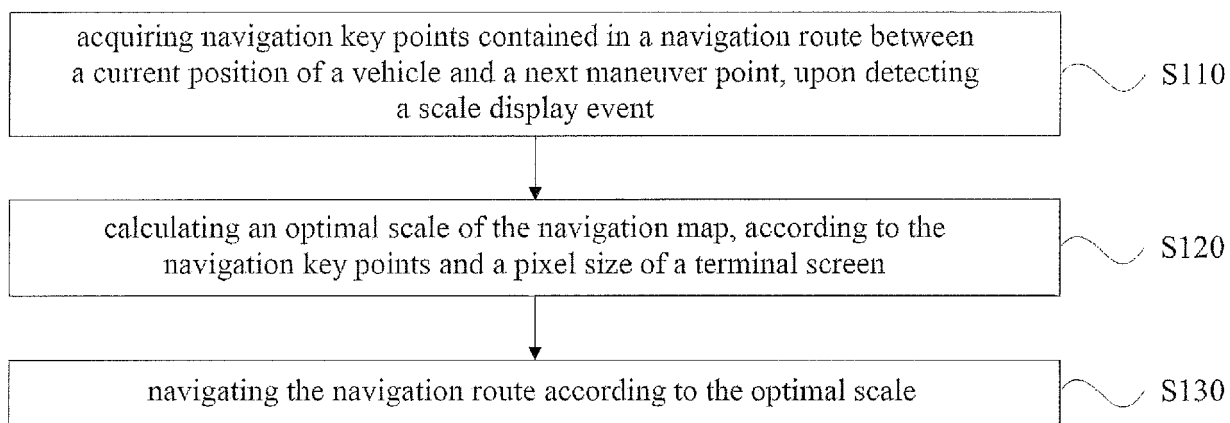 acquiring navigation key points contained in a navigation route between
a current position of a vehicle and a next maneuver point, upon detecting
a scale display event
S110
calculating an optimal scale of the navigation map, according to the
navigation key points and a pixel size of a terminal screen
S120
navigating the navigation route according to the optimal scale
S130